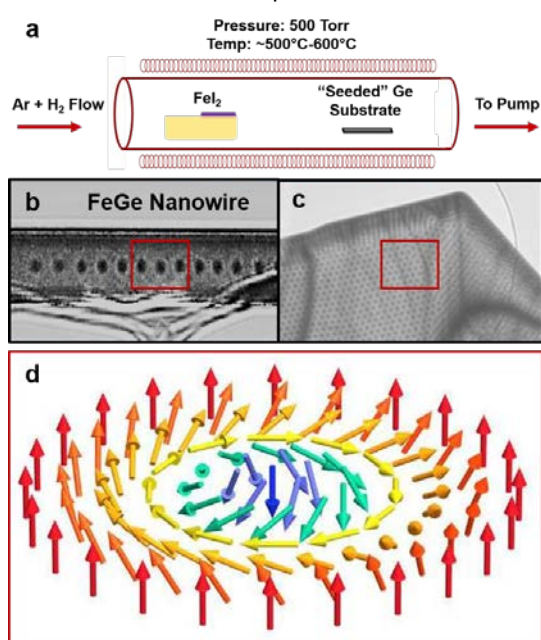 a
Pressure: 500 Torr
Temp: ~500°C-600°C
Ar + H₂ Flow
FeI₂
“Seeded” Ge
Substrate
To Pump
b
FeGe Nanowire
c
d